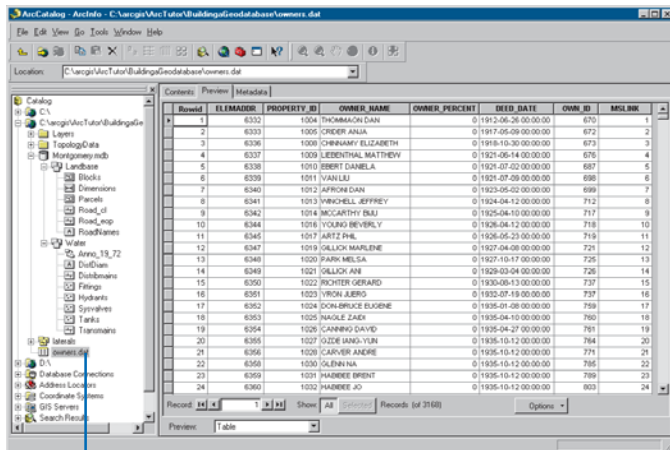 ArcCatalog - ArcInfo - C:\arcgis\ArcTutor\BuildingaGeodatabase\owners.dat
File Edit View Go Tools Window Help
Location: C:\arcgis\ArcTutor\BuildingaGeodatabase\owners.dat
Catalog
C:\
C:\arcgis\ArcTutor\BuildingaGe
Layers
TopologyData
Montgomery.mdb
Landbase
Blocks
Dimensions
Parcels
Road_cl
Road_eop
RoadNames
Water
Anno_19_72
DistDiam
Distribmains
Fittings
Hydrants
Sysvalves
Tanks
Transmains
laterals
owners.dat
D:\
Database Connections
Address Locators
Coordinate Systems
GIS Servers
Search Results
Contents Preview Metadata
Rowid ELEMADDR PROPERTY_ID OWNER_NAME OWNER_PERCENT DEED_DATE OWN_ID MSLINK
1 6332 1004 THOMMAON DAN 0 1912-06-26 00:00:00 670 1
2 6333 1005 CRIDER ANJA 0 1917-05-09 00:00:00 672 2
3 6336 1008 CHINNAMY ELIZABETH 0 1918-10-30 00:00:00 673 3
4 6337 1009 LIEBENTHAL MATTHEW 0 1921-06-14 00:00:00 676 4
5 6338 1010 EBERT DANIELA 0 1921-07-02 00:00:00 687 5
6 6339 1011 VAN LIU 0 1921-07-09 00:00:00 698 6
7 6340 1012 AFRONI DAN 0 1923-05-02 00:00:00 699 7
8 6341 1013 WINCHELL JEFFREY 0 1924-04-12 00:00:00 712 8
9 6342 1014 MCCARTHY BIJU 0 1925-04-10 00:00:00 717 9
10 6344 1016 YOUNG BEVERLY 0 1926-04-12 00:00:00 718 10
11 6345 1017 ARTZ PHIL 0 1926-05-23 00:00:00 719 11
12 6347 1019 GILLICK MARLENE 0 1927-04-08 00:00:00 721 12
13 6348 1020 PARK MELSA 0 1927-10-17 00:00:00 725 13
14 6349 1021 GILLICK ANI 0 1929-03-04 00:00:00 726 14
15 6350 1022 RICHTER GERARD 0 1930-08-13 00:00:00 737 15
16 6351 1023 VRON JUERG 0 1932-07-19 00:00:00 737 16
17 6352 1024 DON-BRUCE EUGENE 0 1935-01-08 00:00:00 759 17
18 6353 1025 NAGLE ZAIDI 0 1935-04-10 00:00:00 760 18
19 6354 1026 CANNING DAVID 0 1935-04-27 00:00:00 761 19
20 6355 1027 OZDE IANG-YUN 0 1935-10-12 00:00:00 764 20
21 6356 1028 CARVER ANDRE 0 1935-10-12 00:00:00 771 21
22 6358 1030 GLENN NA 0 1935-10-12 00:00:00 785 22
23 6359 1031 HABIBEE BRENT 0 1935-10-12 00:00:00 789 23
24 6360 1032 HABIBEE JO 0 1935-10-12 00:00:00 803 24
Record: 1 Show: All Selected Records (of 3168) Options
Preview: Table